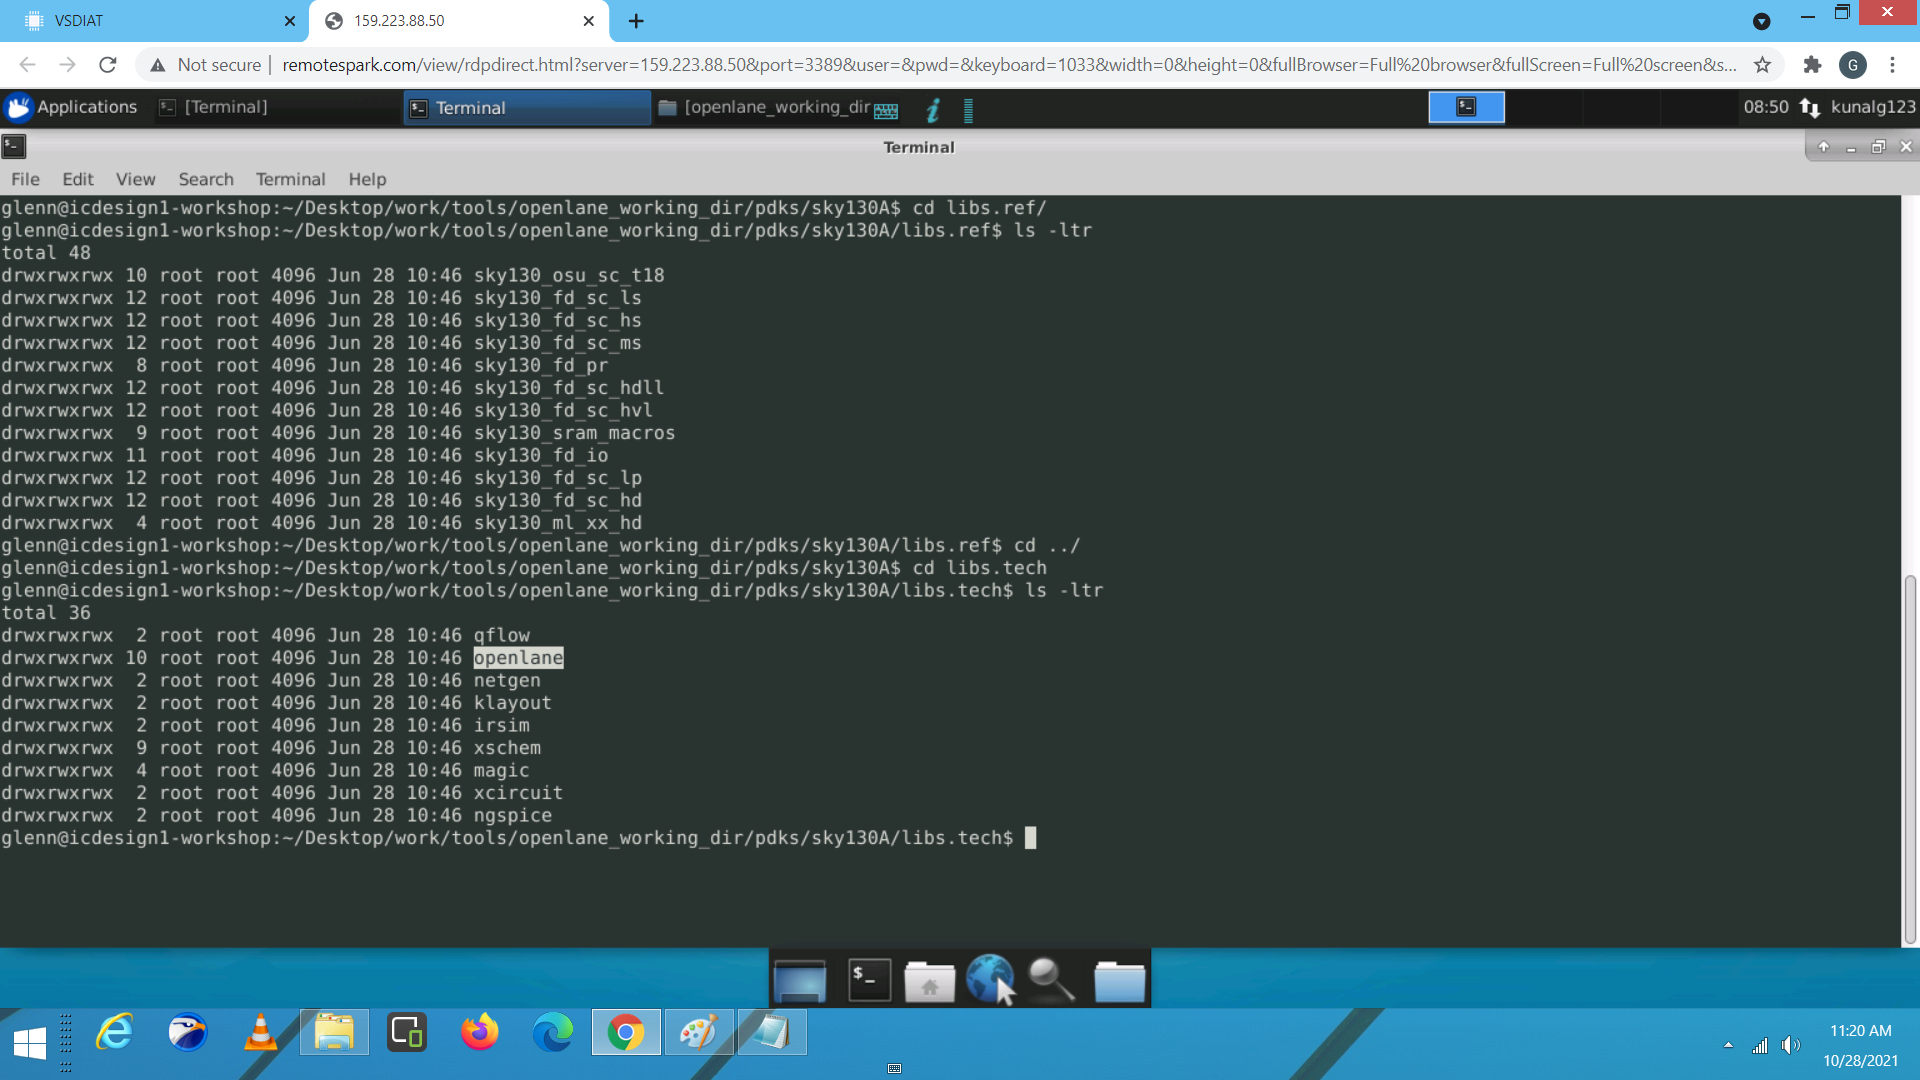 VSDIAT
159.223.88.50
Not secure
remotespark.com/view/rdpdirect.html?server=159.223.88.50&port=3389&user=&pwd=&keyboard=1033&width=0&height=0&fullBrowser=Full%20browser&fullScreen=Full%20screen&s...
G
Applications
[Terminal]
Terminal
[openlane_working_dir
08:50
kunalg123
Terminal
File Edit View Search Terminal Help
glenn@icdesign1-workshop:~/Desktop/work/tools/openlane_working_dir/pdks/sky130A$ cd libs.ref/
glenn@icdesign1-workshop:~/Desktop/work/tools/openlane_working_dir/pdks/sky130A/libs.ref$ ls -ltr
total 48
drwxrwxrwx 10 root root 4096 Jun 28 10:46 sky130_osu_sc_t18
drwxrwxrwx 12 root root 4096 Jun 28 10:46 sky130_fd_sc_ls
drwxrwxrwx 12 root root 4096 Jun 28 10:46 sky130_fd_sc_hs
drwxrwxrwx 12 root root 4096 Jun 28 10:46 sky130_fd_sc_ms
drwxrwxrwx  8 root root 4096 Jun 28 10:46 sky130_fd_pr
drwxrwxrwx 12 root root 4096 Jun 28 10:46 sky130_fd_sc_hdll
drwxrwxrwx 12 root root 4096 Jun 28 10:46 sky130_fd_sc_hvl
drwxrwxrwx  9 root root 4096 Jun 28 10:46 sky130_sram_macros
drwxrwxrwx 11 root root 4096 Jun 28 10:46 sky130_fd_io
drwxrwxrwx 12 root root 4096 Jun 28 10:46 sky130_fd_sc_lp
drwxrwxrwx 12 root root 4096 Jun 28 10:46 sky130_fd_sc_hd
drwxrwxrwx  4 root root 4096 Jun 28 10:46 sky130_ml_xx_hd
glenn@icdesign1-workshop:~/Desktop/work/tools/openlane_working_dir/pdks/sky130A/libs.ref$ cd ../
glenn@icdesign1-workshop:~/Desktop/work/tools/openlane_working_dir/pdks/sky130A$ cd libs.tech
glenn@icdesign1-workshop:~/Desktop/work/tools/openlane_working_dir/pdks/sky130A/libs.tech$ ls -ltr
total 36
drwxrwxrwx  2 root root 4096 Jun 28 10:46 qflow
drwxrwxrwx 10 root root 4096 Jun 28 10:46 openlane
drwxrwxrwx  2 root root 4096 Jun 28 10:46 netgen
drwxrwxrwx  2 root root 4096 Jun 28 10:46 klayout
drwxrwxrwx  2 root root 4096 Jun 28 10:46 irsim
drwxrwxrwx  9 root root 4096 Jun 28 10:46 xschem
drwxrwxrwx  4 root root 4096 Jun 28 10:46 magic
drwxrwxrwx  2 root root 4096 Jun 28 10:46 xcircuit
drwxrwxrwx  2 root root 4096 Jun 28 10:46 ngspice
glenn@icdesign1-workshop:~/Desktop/work/tools/openlane_working_dir/pdks/sky130A/libs.tech$
11:20 AM
10/28/2021